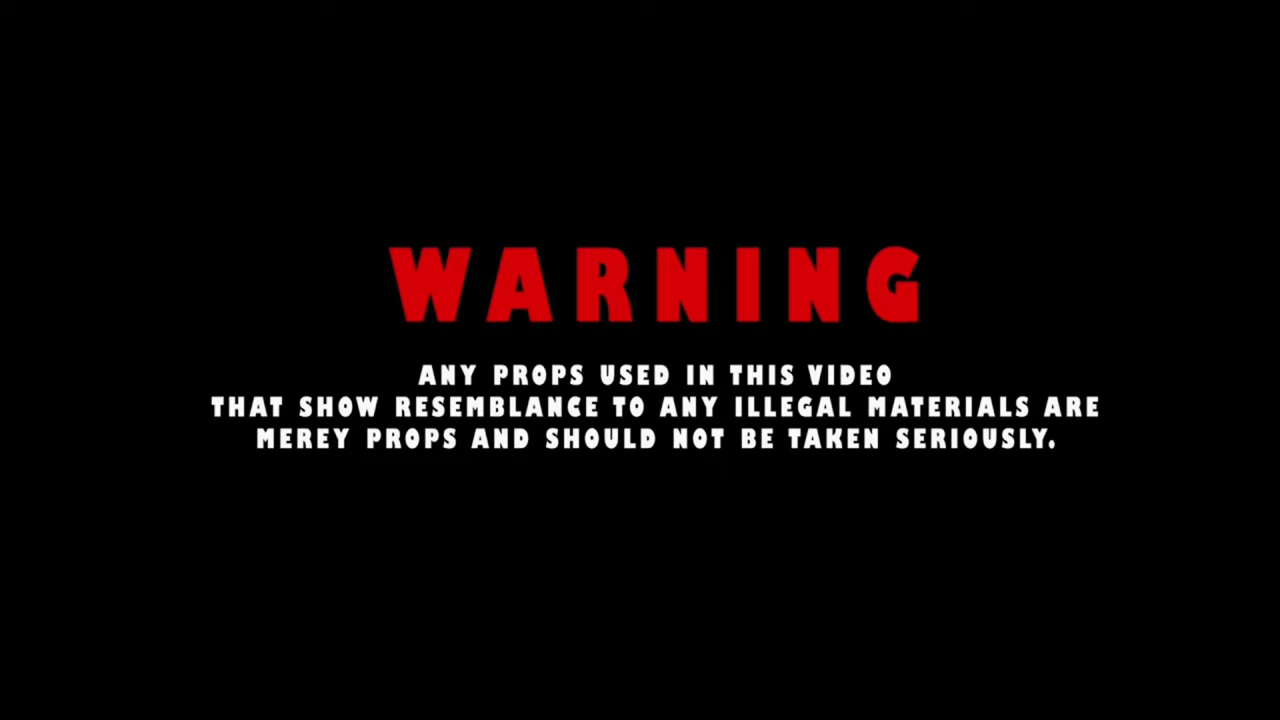 WARNING
ANY PROPS USED IN THIS VIDEO
THAT SHOW RESEMBLANCE TO ANY ILLEGAL MATERIALS ARE
MEREY PROPS AND SHOULD NOT BE TAKEN SERIOUSLY.